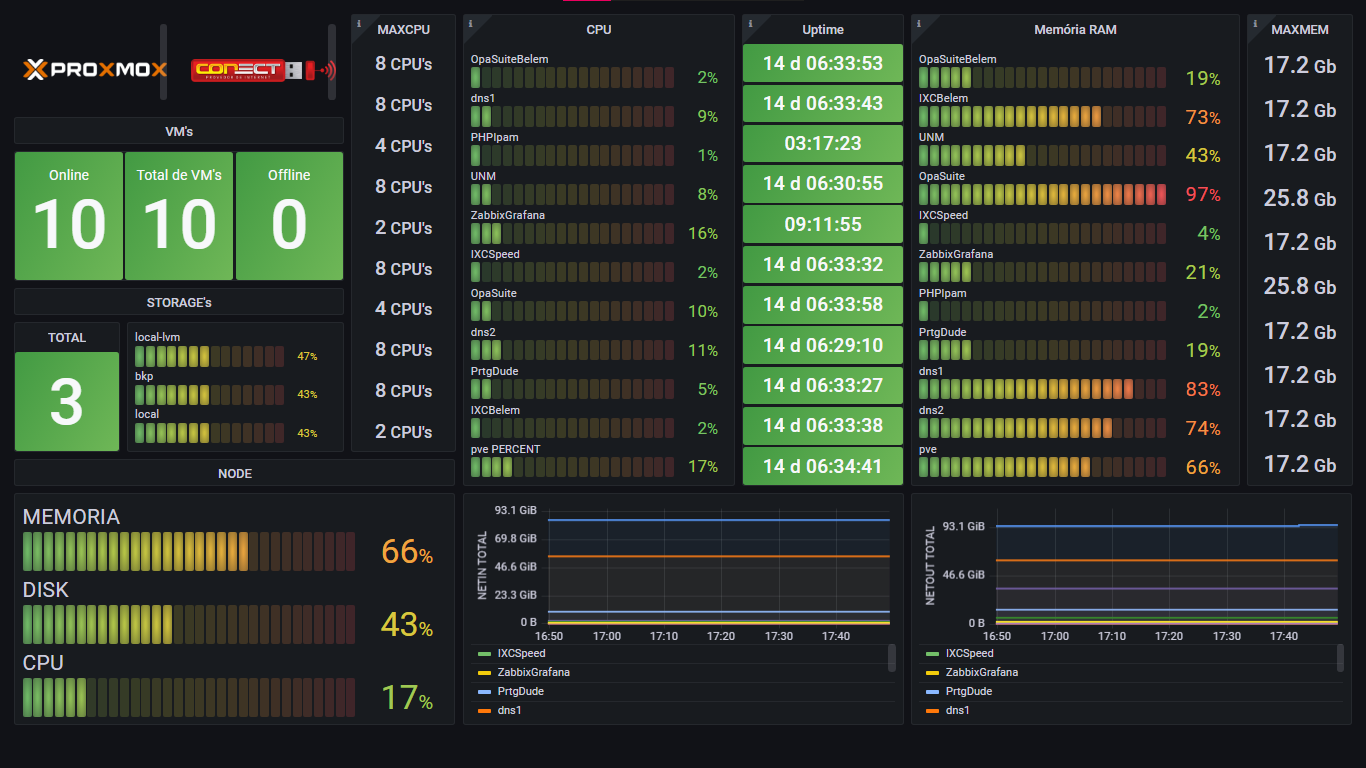 PROXMOX
CONECT
PROVEDOR DE INTERNET
VM's
Online
10
Total de VM's
10
Offline
0
STORAGE's
TOTAL
3
local-lvm
47%
bkp
43%
local
43%
MAXCPU
8 CPU's
8 CPU's
4 CPU's
8 CPU's
2 CPU's
8 CPU's
4 CPU's
8 CPU's
8 CPU's
2 CPU's
CPU
OpaSuiteBelem
2%
dns1
9%
PHPIpam
1%
UNM
8%
ZabbixGrafana
16%
IXCSpeed
2%
OpaSuite
10%
dns2
11%
PrtgDude
5%
IXCBelem
2%
pve PERCENT
17%
Uptime
14 d 06:33:53
14 d 06:33:43
03:17:23
14 d 06:30:55
09:11:55
14 d 06:33:32
14 d 06:33:58
14 d 06:29:10
14 d 06:33:27
14 d 06:33:38
14 d 06:34:41
Memória RAM
OpaSuiteBelem
19%
IXCBelem
73%
UNM
43%
OpaSuite
97%
IXCSpeed
4%
ZabbixGrafana
21%
PHPIpam
2%
PrtgDude
19%
dns1
83%
dns2
74%
pve
66%
MAXMEM
17.2 Gb
17.2 Gb
17.2 Gb
25.8 Gb
17.2 Gb
25.8 Gb
17.2 Gb
17.2 Gb
17.2 Gb
17.2 Gb
NODE
MEMORIA
66%
DISK
43%
CPU
17%
NETIN TOTAL
93.1 GiB
69.8 GiB
46.6 GiB
23.3 GiB
0 B
16:50 17:00 17:10 17:20 17:30 17:40
IXCSpeed
ZabbixGrafana
PrtgDude
dns1
NETOUT TOTAL
93.1 GiB
46.6 GiB
0 B
16:50 17:00 17:10 17:20 17:30 17:40
IXCSpeed
ZabbixGrafana
PrtgDude
dns1